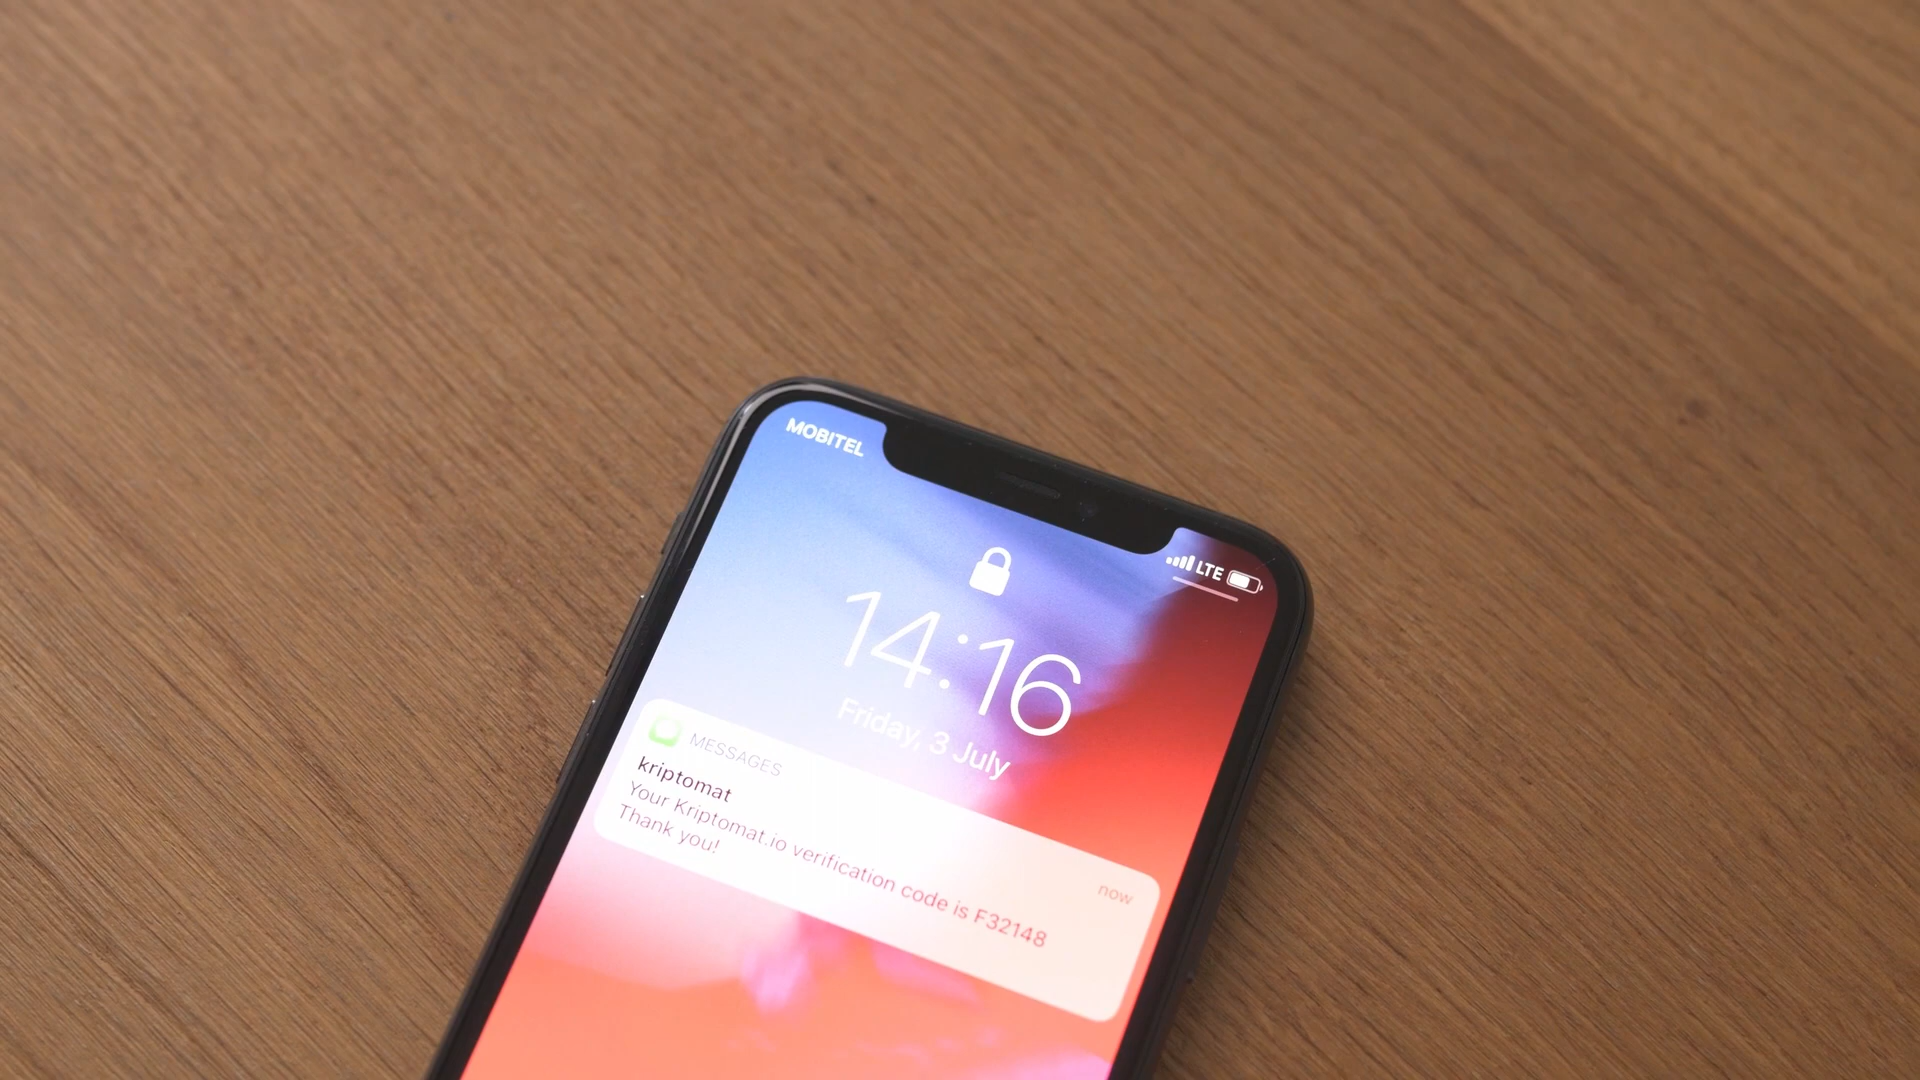 MOBITEL
LTE
14:16
Friday, 3 July
MESSAGES
now
kriptomat
Your Kriptomat.io verification code is F32148
Thank you!